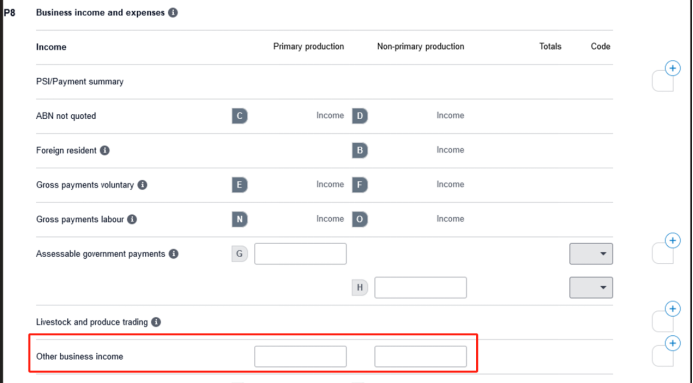 P8 Business income and expenses i
Income Primary production Non-primary production Totals Code
PSI/Payment summary
ABN not quoted C Income D Income
Foreign resident i B Income
Gross payments voluntary i E Income F Income
Gross payments labour i N Income O Income
Assessable government payments i G
H
Livestock and produce trading i
Other business income